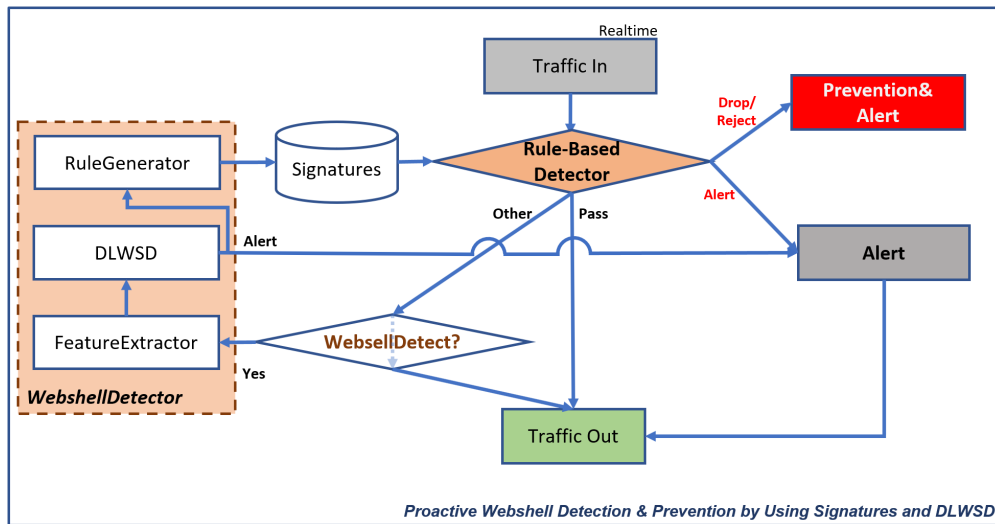 Realtime
Traffic In
Drop/
Reject
Prevention&
Alert
RuleGenerator
Signatures
Rule-Based
Detector
Alert
Other
Pass
DLWSD
Alert
Alert
FeatureExtractor
WebsellDetect?
Yes
WebshellDetector
Traffic Out
Proactive Webshell Detection & Prevention by Using Signatures and DLWSD